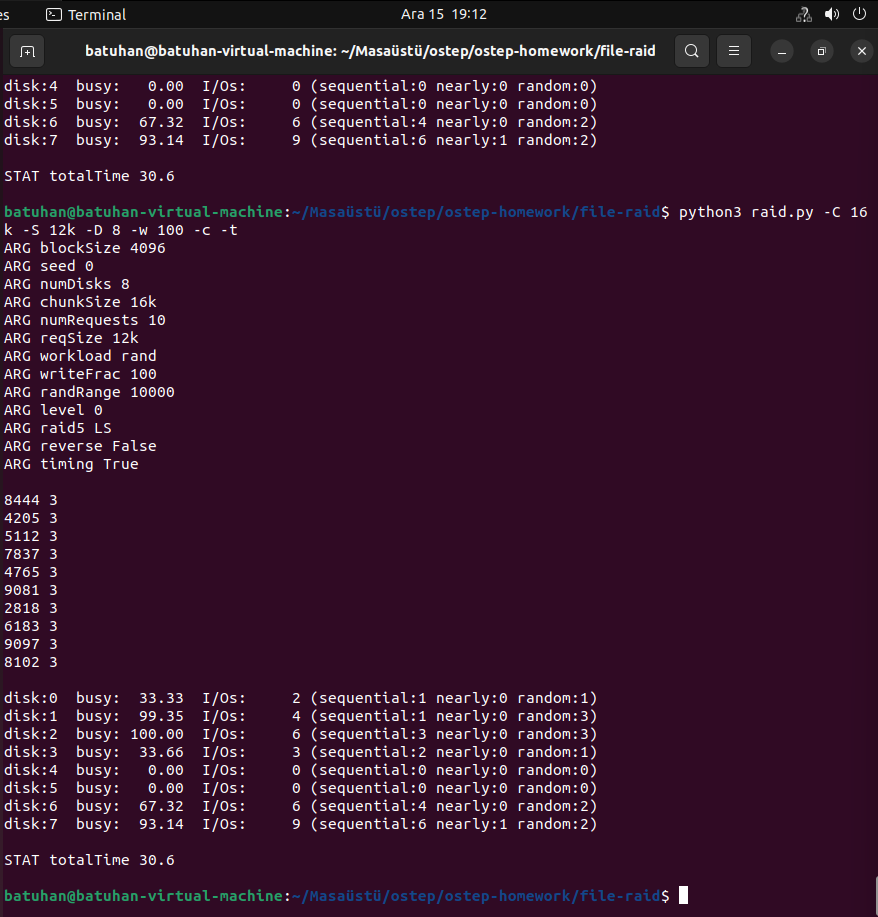 es Terminal Ara 15 19:12
batuhan@batuhan-virtual-machine: ~/Masaüstü/ostep/ostep-homework/file-raid
disk:4  busy:   0.00  I/Os:     0 (sequential:0 nearly:0 random:0)
disk:5  busy:   0.00  I/Os:     0 (sequential:0 nearly:0 random:0)
disk:6  busy:  67.32  I/Os:     6 (sequential:4 nearly:0 random:2)
disk:7  busy:  93.14  I/Os:     9 (sequential:6 nearly:1 random:2)
STAT totalTime 30.6
batuhan@batuhan-virtual-machine:~/Masaüstü/ostep/ostep-homework/file-raid$ python3 raid.py -C 16
k -S 12k -D 8 -w 100 -c -t
ARG blockSize 4096
ARG seed 0
ARG numDisks 8
ARG chunkSize 16k
ARG numRequests 10
ARG reqSize 12k
ARG workload rand
ARG writeFrac 100
ARG randRange 10000
ARG level 0
ARG raid5 LS
ARG reverse False
ARG timing True
8444 3
4205 3
5112 3
7837 3
4765 3
9081 3
2818 3
6183 3
9097 3
8102 3
disk:0  busy:  33.33  I/Os:     2 (sequential:1 nearly:0 random:1)
disk:1  busy:  99.35  I/Os:     4 (sequential:1 nearly:0 random:3)
disk:2  busy: 100.00  I/Os:     6 (sequential:3 nearly:0 random:3)
disk:3  busy:  33.66  I/Os:     3 (sequential:2 nearly:0 random:1)
disk:4  busy:   0.00  I/Os:     0 (sequential:0 nearly:0 random:0)
disk:5  busy:   0.00  I/Os:     0 (sequential:0 nearly:0 random:0)
disk:6  busy:  67.32  I/Os:     6 (sequential:4 nearly:0 random:2)
disk:7  busy:  93.14  I/Os:     9 (sequential:6 nearly:1 random:2)
STAT totalTime 30.6
batuhan@batuhan-virtual-machine:~/Masaüstü/ostep/ostep-homework/file-raid$